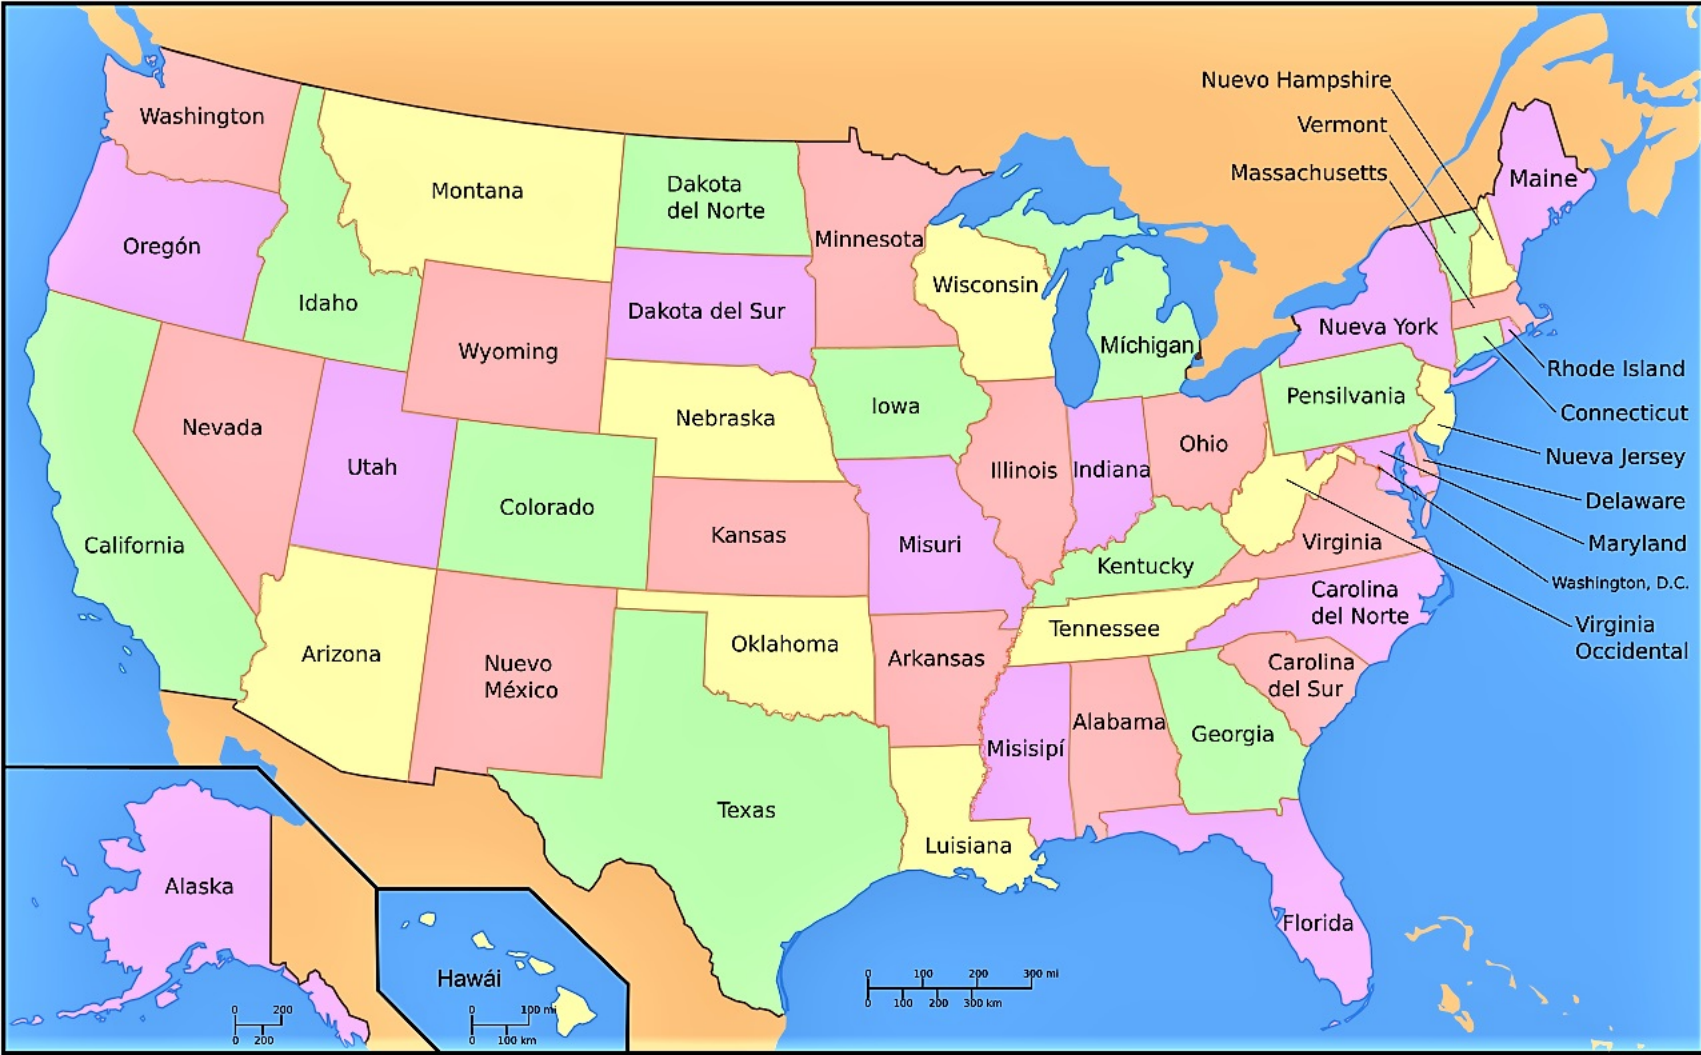 Nuevo Hampshire
Vermont
Massachusetts
Maine
Washington
Montana
Dakota
del Norte
Minnesota
Oregón
Idaho
Wisconsin
Dakota del Sur
Míchigan
Nueva York
Wyoming
Rhode Island
Connecticut
Nueva Jersey
Delaware
Maryland
Washington, D.C.
Virginia
Occidental
Nebraska
Iowa
Pensilvania
Nevada
Utah
Colorado
Illinois
Indiana
Ohio
California
Kansas
Misuri
Kentucky
Virginia
Carolina
del Norte
Arizona
Nuevo
México
Oklahoma
Arkansas
Tennessee
Carolina
del Sur
Misisipí
Alabama
Georgia
Texas
Luisiana
Florida
Alaska
Hawái
0 200
0 200
0 100 mi
0 100 km
0 100 200 300 mi
0 100 200 300 km